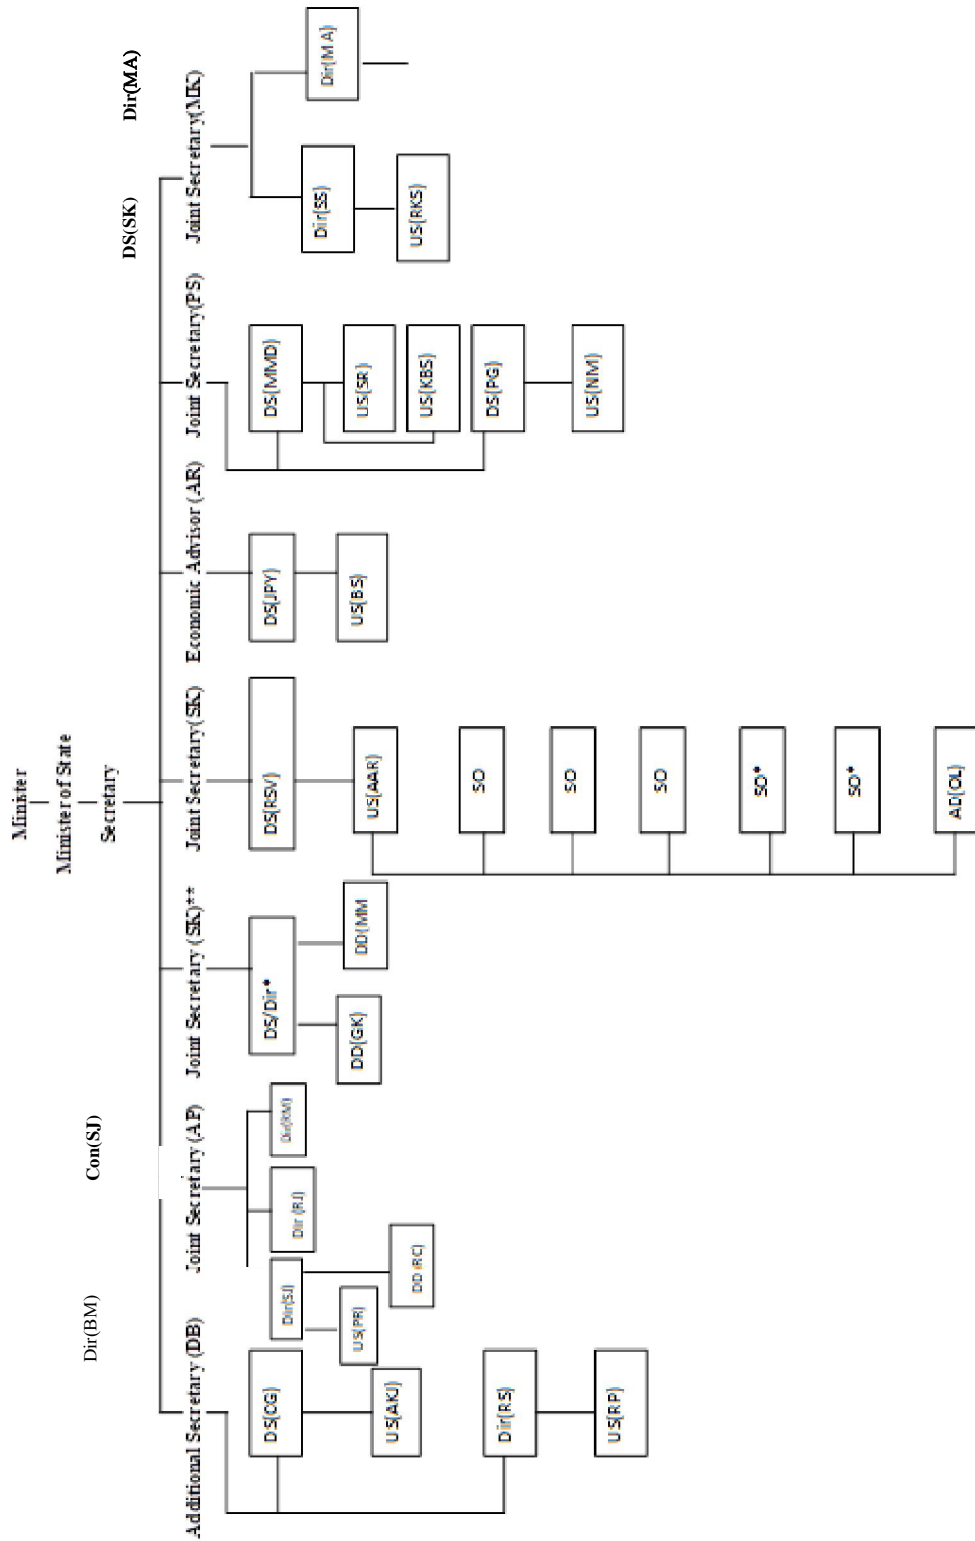 Minister
Minister of State
Secretary
Dir(BM)
Con(SJ)
DS(SK)
Dir(MA)
Additional Secretary (DB)
Joint Secretary (AP)
Joint Secretary (SK)**
Joint Secretary(SK)
Economic Advisor (AR)
Joint Secretary(PS)
Joint Secretary(MK)
DS(CG)
US(AKJ)
Dir(RS)
US(RP)
Dir(SJ)
US(PR)
DD (RC)
Dir (RJ)
Dir(RM)
DS/Dir*
DD(GK)
DD(MM
DS(RSV)
US(AAR)
SO
SO
SO
SO*
SO*
AD(OL)
DS(JPY)
US(BS)
DS(MMD)
US(SR)
US(KBS)
DS(PG)
US(NM)
Dir(SS)
US(RKS)
Dir(M A)